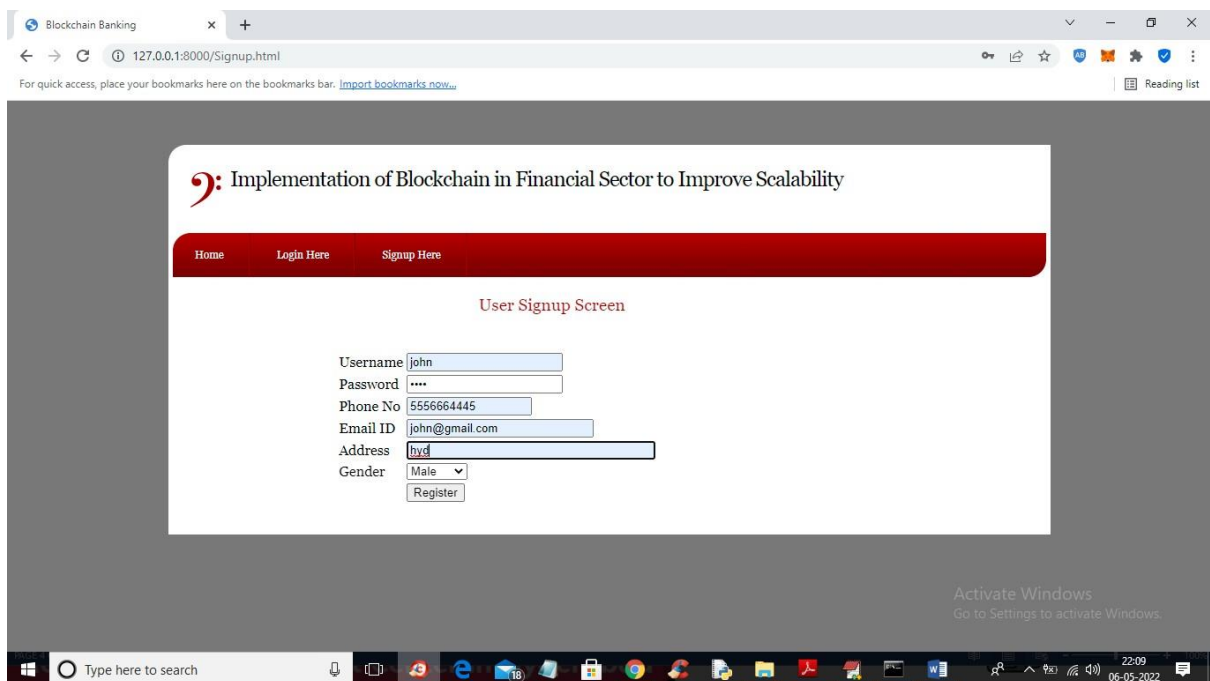 Blockchain Banking
127.0.0.1:8000/Signup.html
For quick access, place your bookmarks here on the bookmarks bar. Import bookmarks now...
Reading list
Implementation of Blockchain in Financial Sector to Improve Scalability
Home Login Here Signup Here
User Signup Screen
Username john
Password ••••
Phone No 5556664445
Email ID john@gmail.com
Address hyd
Gender Male
Register
Activate Windows
Go to Settings to activate Windows.
Type here to search
18
22:09
06-05-2022